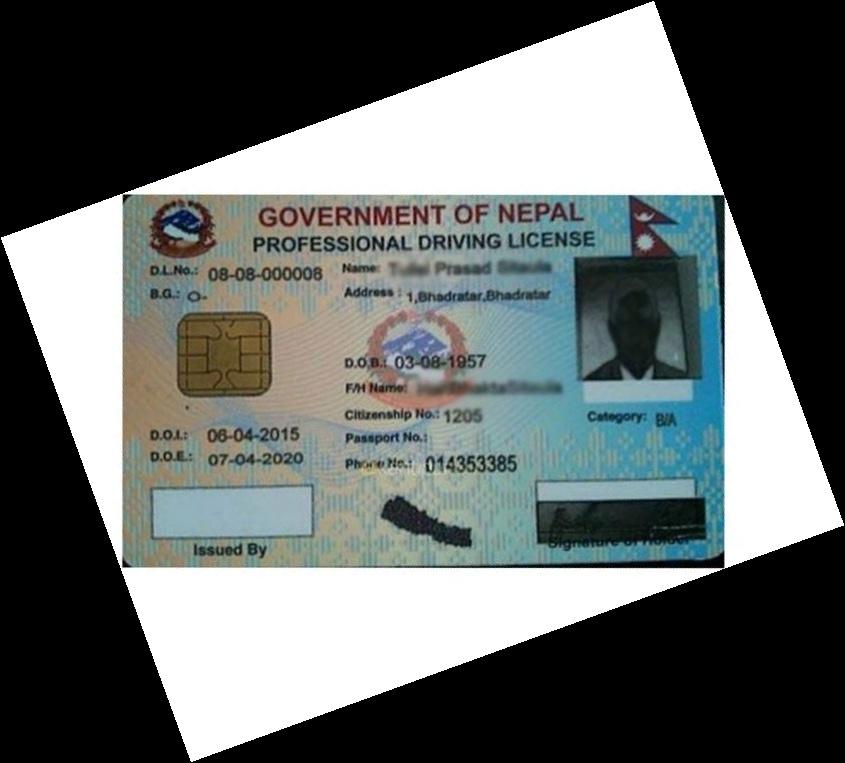 GOVERNMENT OF NEPAL
PROFESSIONAL DRIVING LICENSE
D.L.No.: 08-08-000008
Name:
B.G.: O-
Address : 1,Bhadratar,Bhadratar
D.O.B.: 03-08-1957
F/H Name:
Citizenship No.: 1205
Category: B/A
D.O.I.: 06-04-2015
Passport No.:
D.O.E.: 07-04-2020
Phone No.: 014353385
Issued By
Signature of Holder